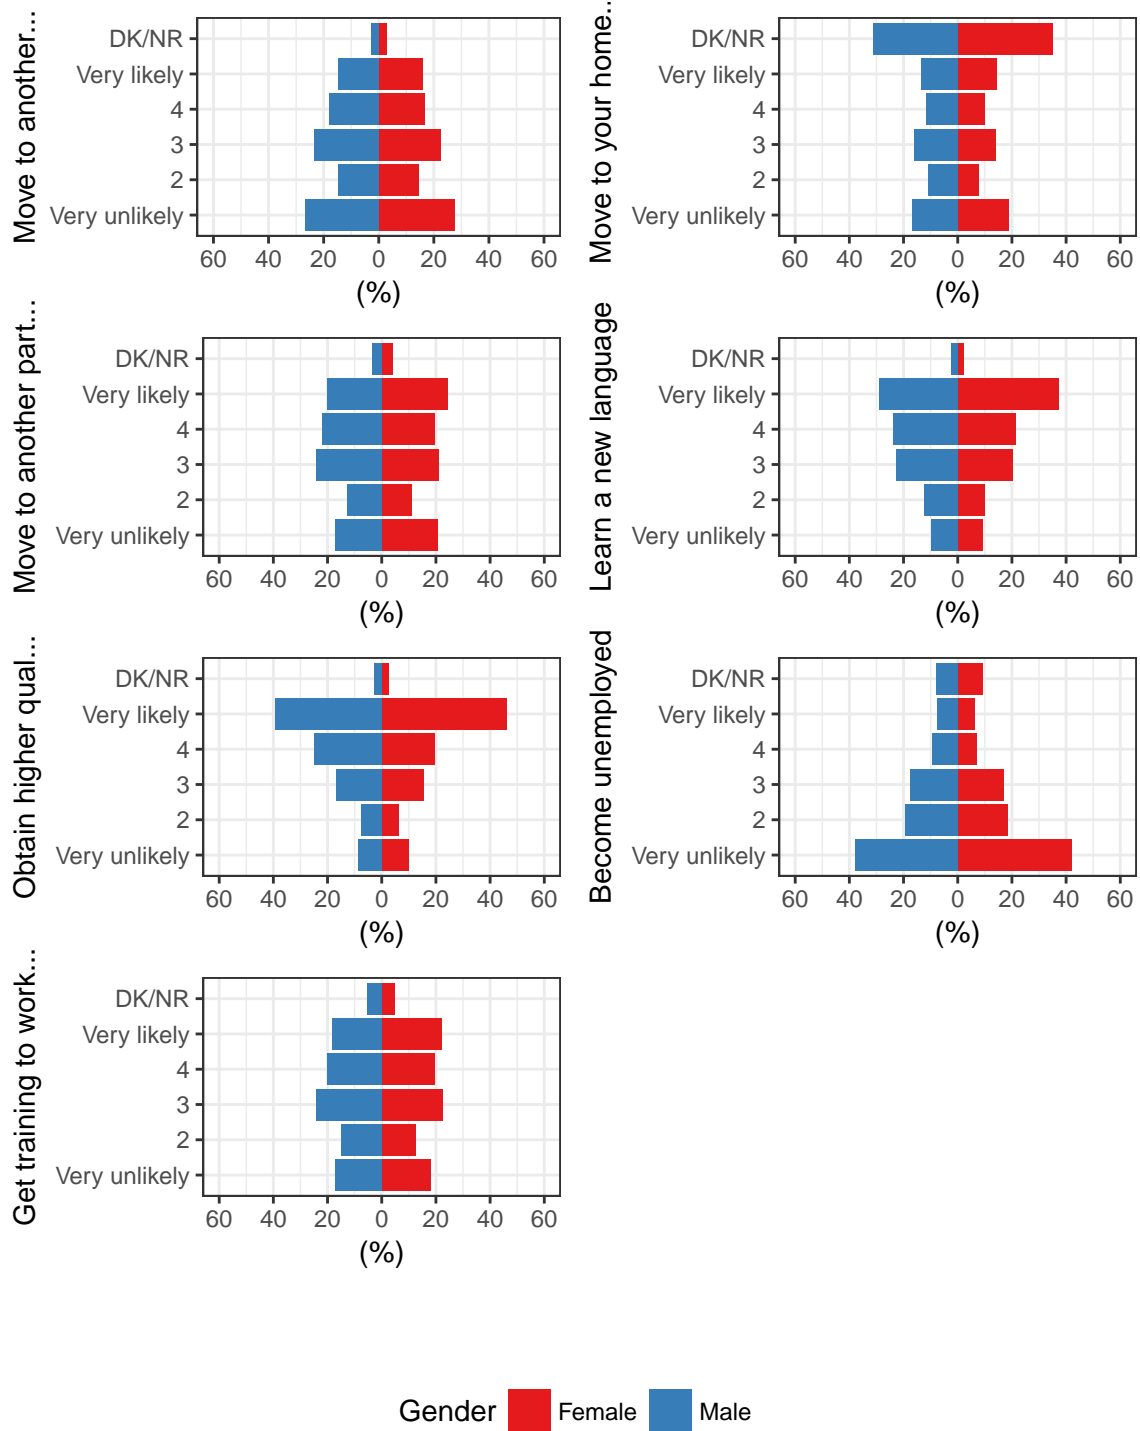 Move to another...
DK/NR
Very likely
4
3
2
Very unlikely
60 40 20 0 20 40 60
(%)
Move to your home...
DK/NR
Very likely
4
3
2
Very unlikely
60 40 20 0 20 40 60
(%)
Move to another part...
DK/NR
Very likely
4
3
2
Very unlikely
60 40 20 0 20 40 60
(%)
Learn a new language
DK/NR
Very likely
4
3
2
Very unlikely
60 40 20 0 20 40 60
(%)
Obtain higher qual...
DK/NR
Very likely
4
3
2
Very unlikely
60 40 20 0 20 40 60
(%)
Become unemployed
DK/NR
Very likely
4
3
2
Very unlikely
60 40 20 0 20 40 60
(%)
Get training to work...
DK/NR
Very likely
4
3
2
Very unlikely
60 40 20 0 20 40 60
(%)
Gender Female Male